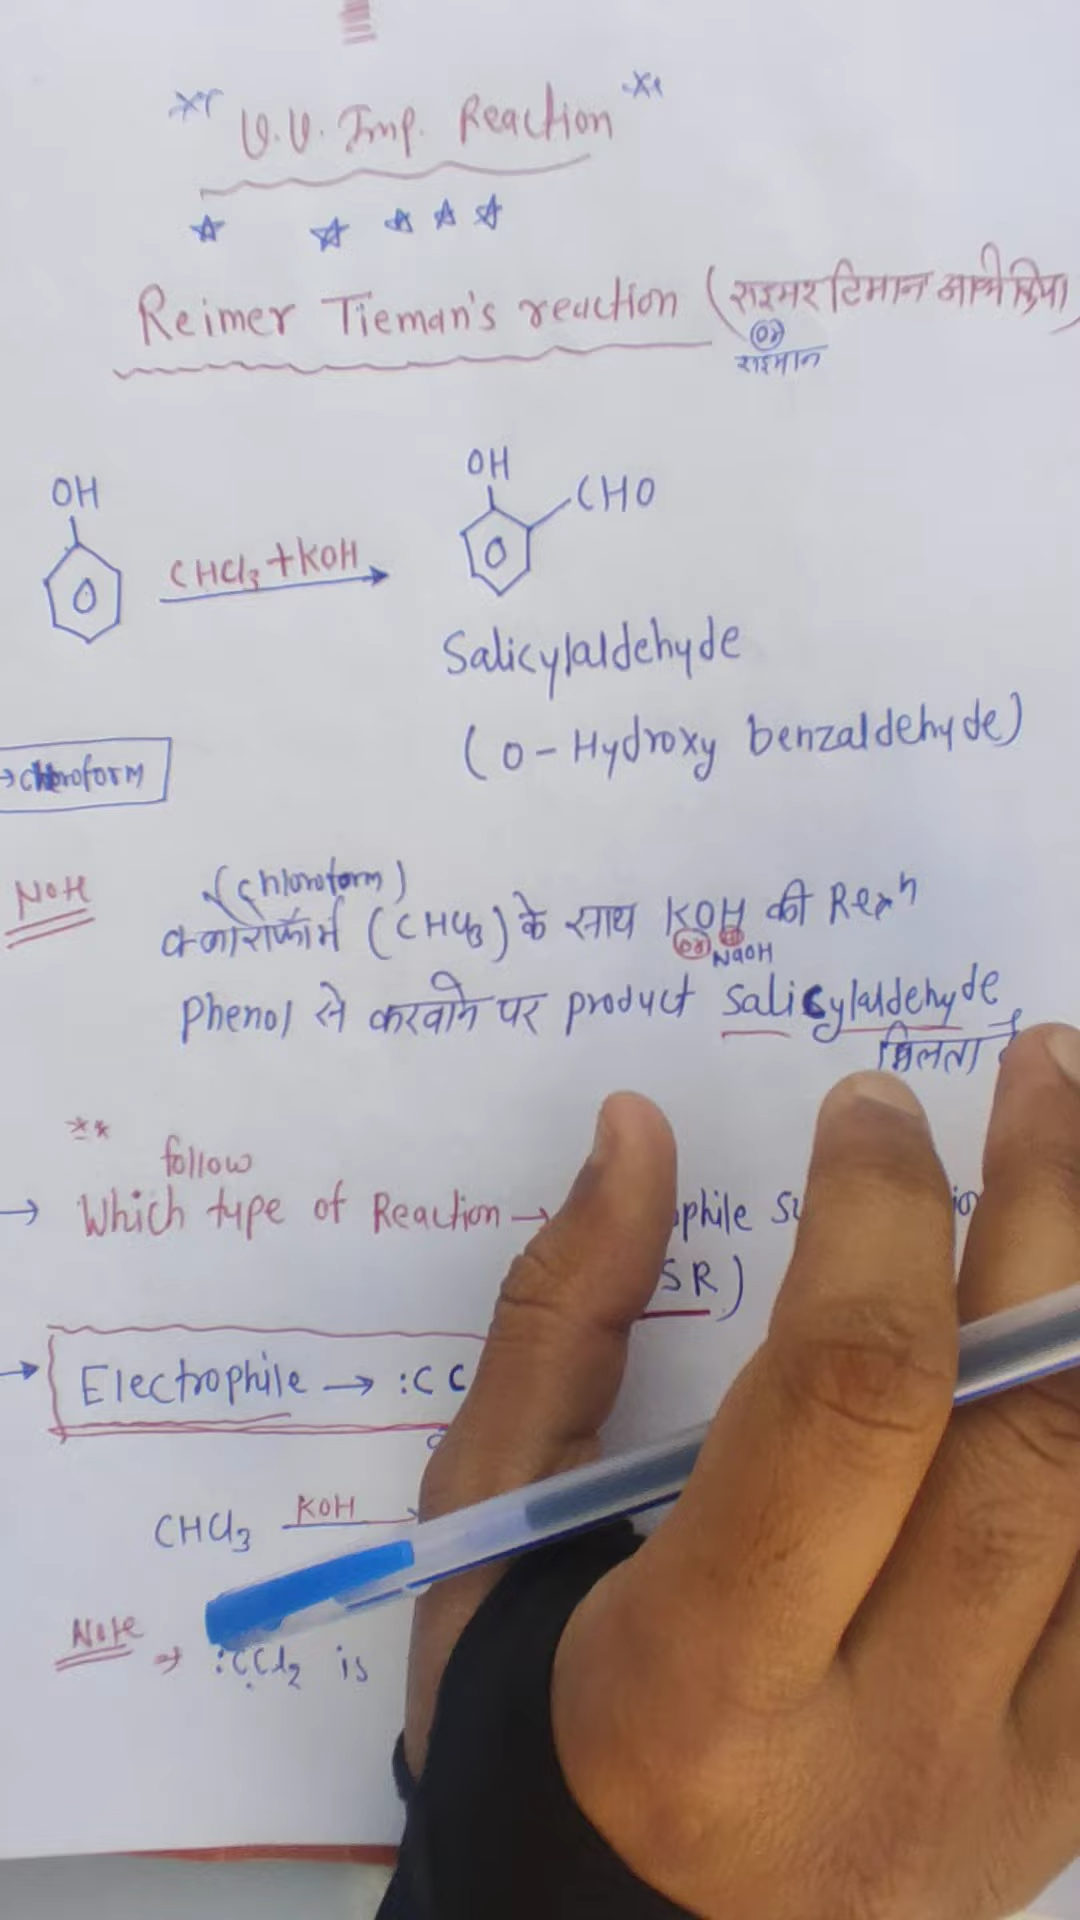 V.V. Imp. Reaction
Reimer Tieman's reaction (राइमर टिमान
or
राइमान
OH
CHCl3 + KOH
OH
CHO
Salicylaldehyde
(O-Hydroxy benzaldehyde)
→ Chloroform
Note
(Chloroform)
क्लोरोफॉर्म (CHCl3) के साथ KOH की Rexn
or NaOH
Phenol से करवाने पर product Salicylaldehyde
मिलता
follow
→ Which type of Reaction →
SR)
→ Electrophile → :CC
CHCl3 KOH →
Note → :CCl2 is